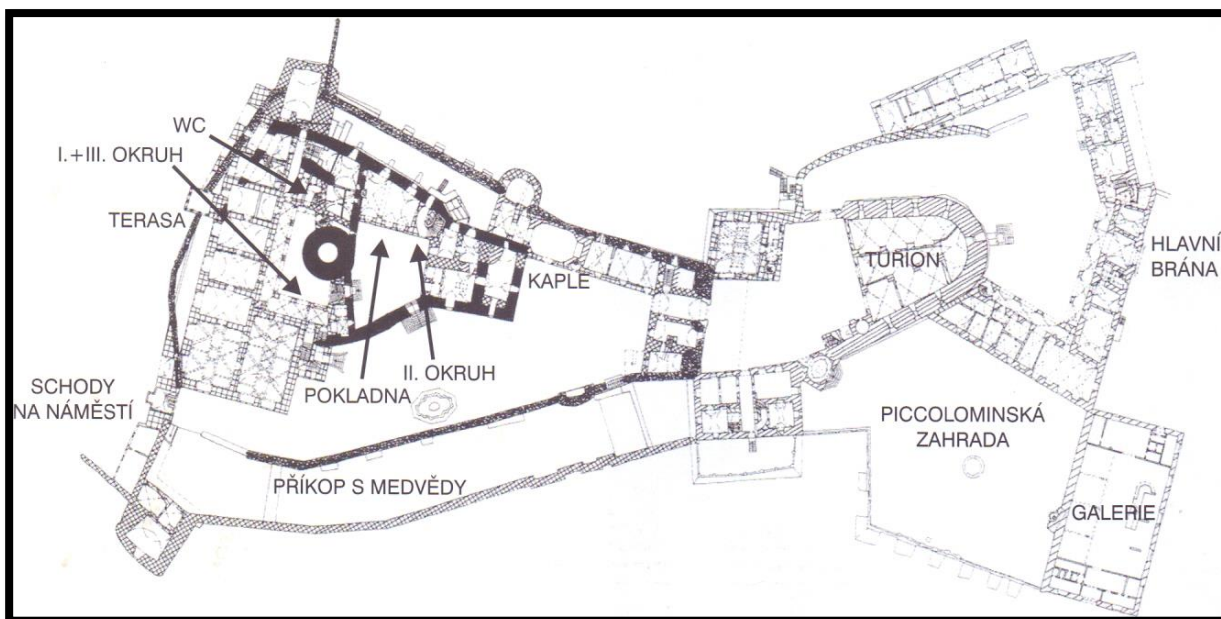 WC
I.+III. OKRUH
TERASA
KAPLE
TURION
HLAVNÍ
BRÁNA
II. OKRUH
POKLADNA
SCHODY
NA NÁMĚSTÍ
PICCOLOMINSKÁ
ZAHRADA
PŘÍKOP S MEDVĚDY
GALERIE